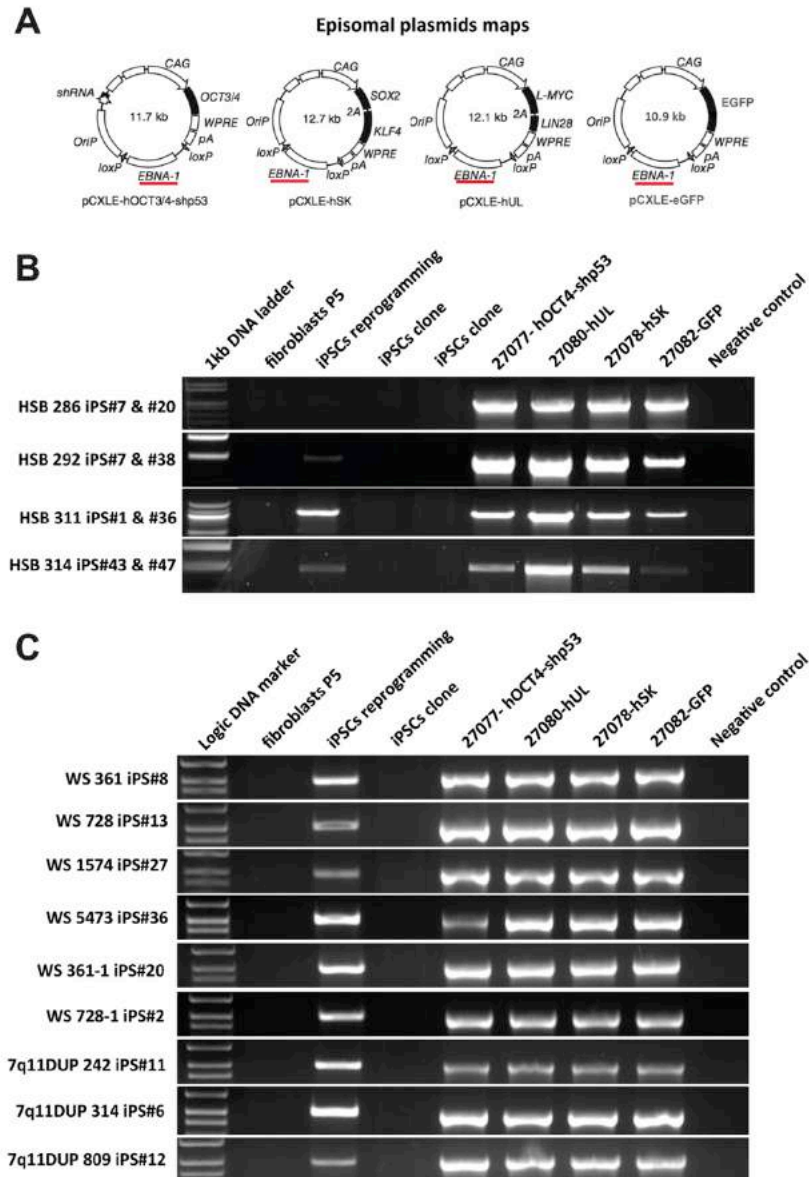 A
Episomal plasmids maps
CAG
shRNA
OCT3/4
11.7 kb
WPRE
OriP
pA
loxP
loxP
EBNA-1
pCXLE-hOCT3/4-shp53
CAG
SOX2
2A
12.7 kb
KLF4
OriP
WPRE
pA
loxP
loxP
EBNA-1
pCXLE-hSK
CAG
L-MYC
2A
12.1 kb
LIN28
OriP
WPRE
pA
loxP
loxP
EBNA-1
pCXLE-hUL
CAG
EGFP
10.9 kb
OriP
WPRE
pA
loxP
loxP
EBNA-1
pCXLE-eGFP
B
1kb DNA ladder
fibroblasts P5
iPSCs reprogramming
iPSCs clone
iPSCs clone
27077- hOCT4-shp53
27080-hUL
27078-hSK
27082-GFP
Negative control
HSB 286 iPS#7 & #20
HSB 292 iPS#7 & #38
HSB 311 iPS#1 & #36
HSB 314 iPS#43 & #47
C
Logic DNA marker
fibroblasts P5
iPSCs reprogramming
iPSCs clone
27077- hOCT4-shp53
27080-hUL
27078-hSK
27082-GFP
Negative control
WS 361 iPS#8
WS 728 iPS#13
WS 1574 iPS#27
WS 5473 iPS#36
WS 361-1 iPS#20
WS 728-1 iPS#2
7q11DUP 242 iPS#11
7q11DUP 314 iPS#6
7q11DUP 809 iPS#12